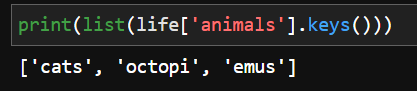 print(list(life['animals'].keys()))
['cats', 'octopi', 'emus']